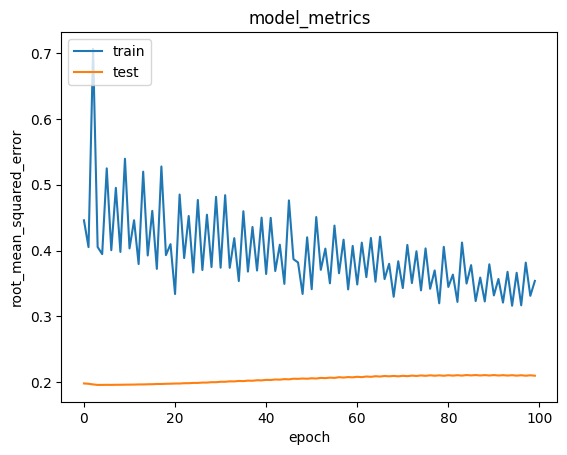 model_metrics
train
test
root_mean_squared_error
0.7
0.6
0.5
0.4
0.3
0.2
0 20 40 60 80 100
epoch